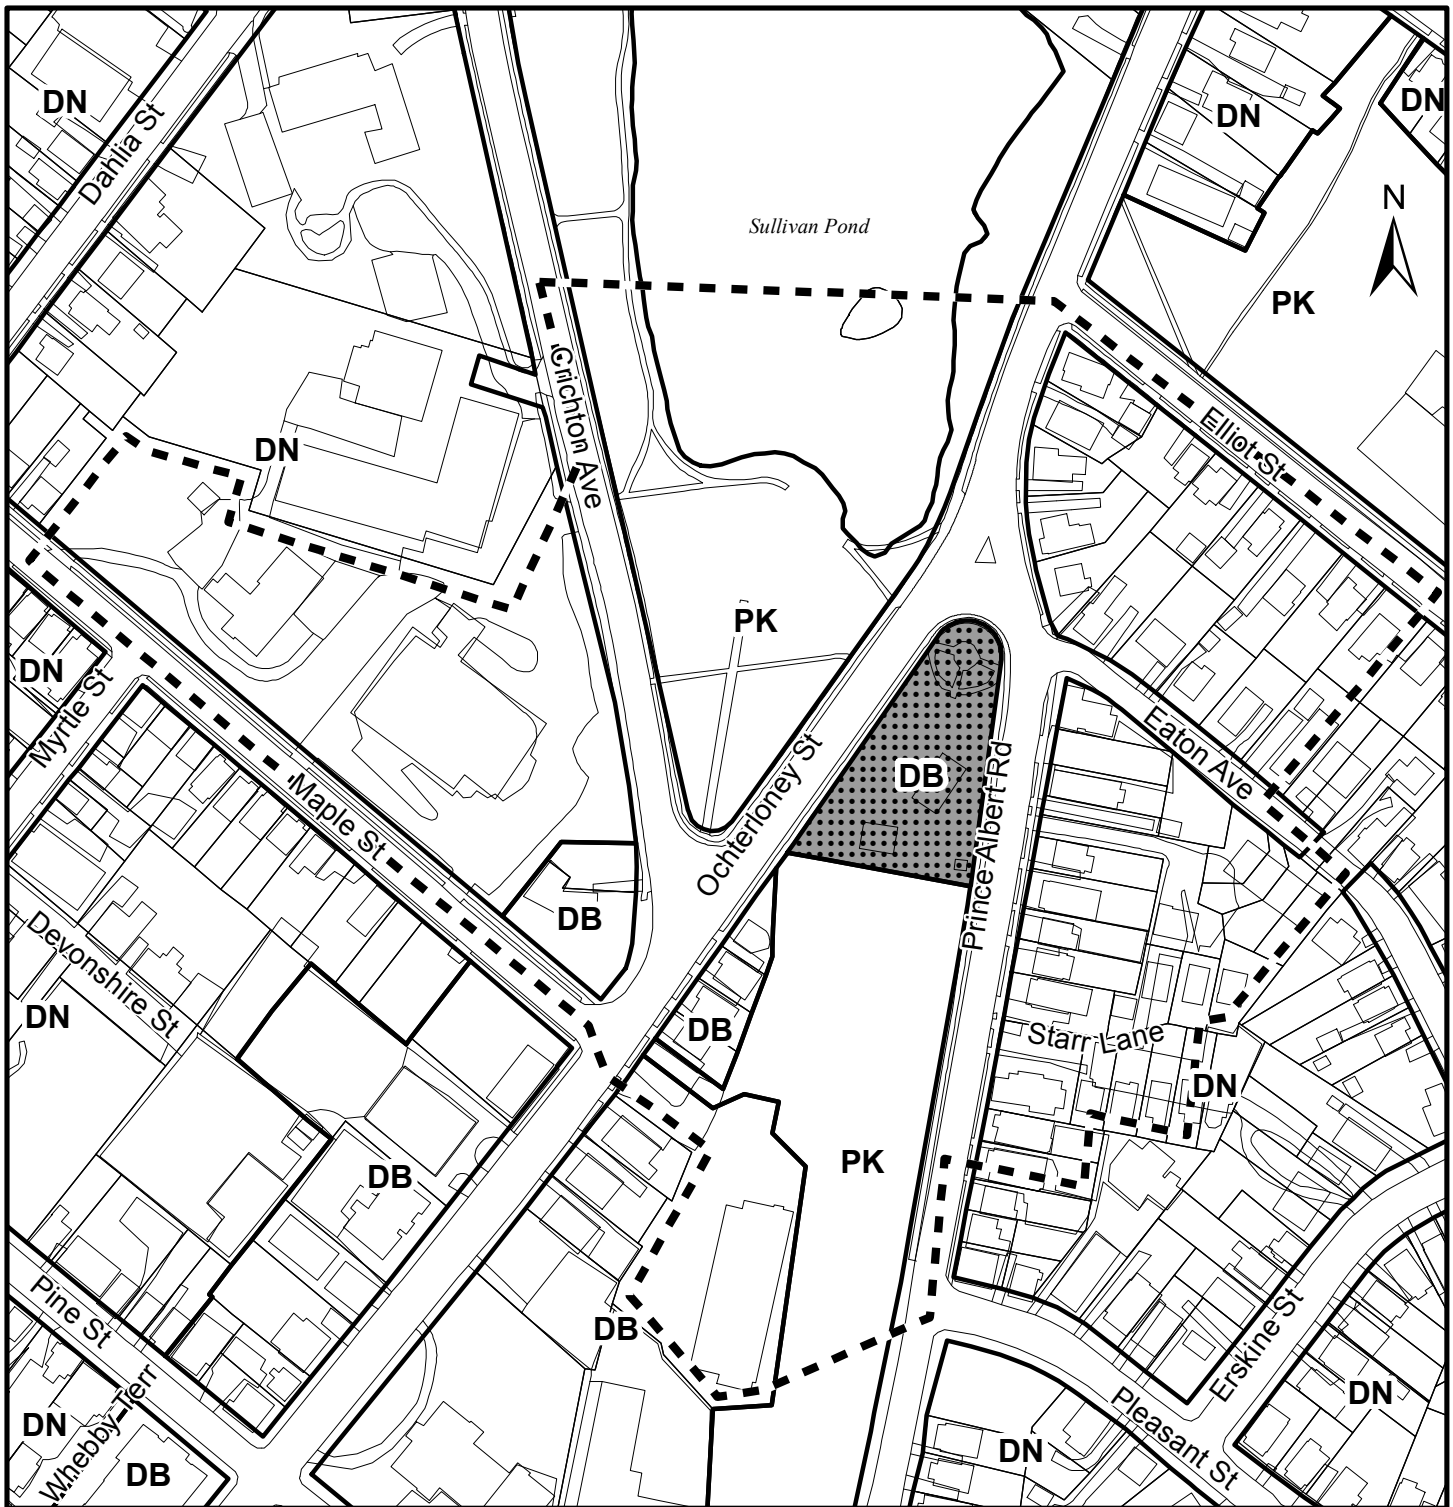 DN
Dahlia St
DN
DN
N
Sullivan Pond
PK
Crichton Ave
DN
Elliot St
PK
DN
Myrtle St
Eaton Ave
DB
Ochterloney St
Prince Albert Rd
Maple St
DB
Devonshire St
DN
DB
Starr Lane
DN
PK
DB
Pine St
DB
Erskine St
DN
Whebby Terr
DN
Pleasant St
DN
DB